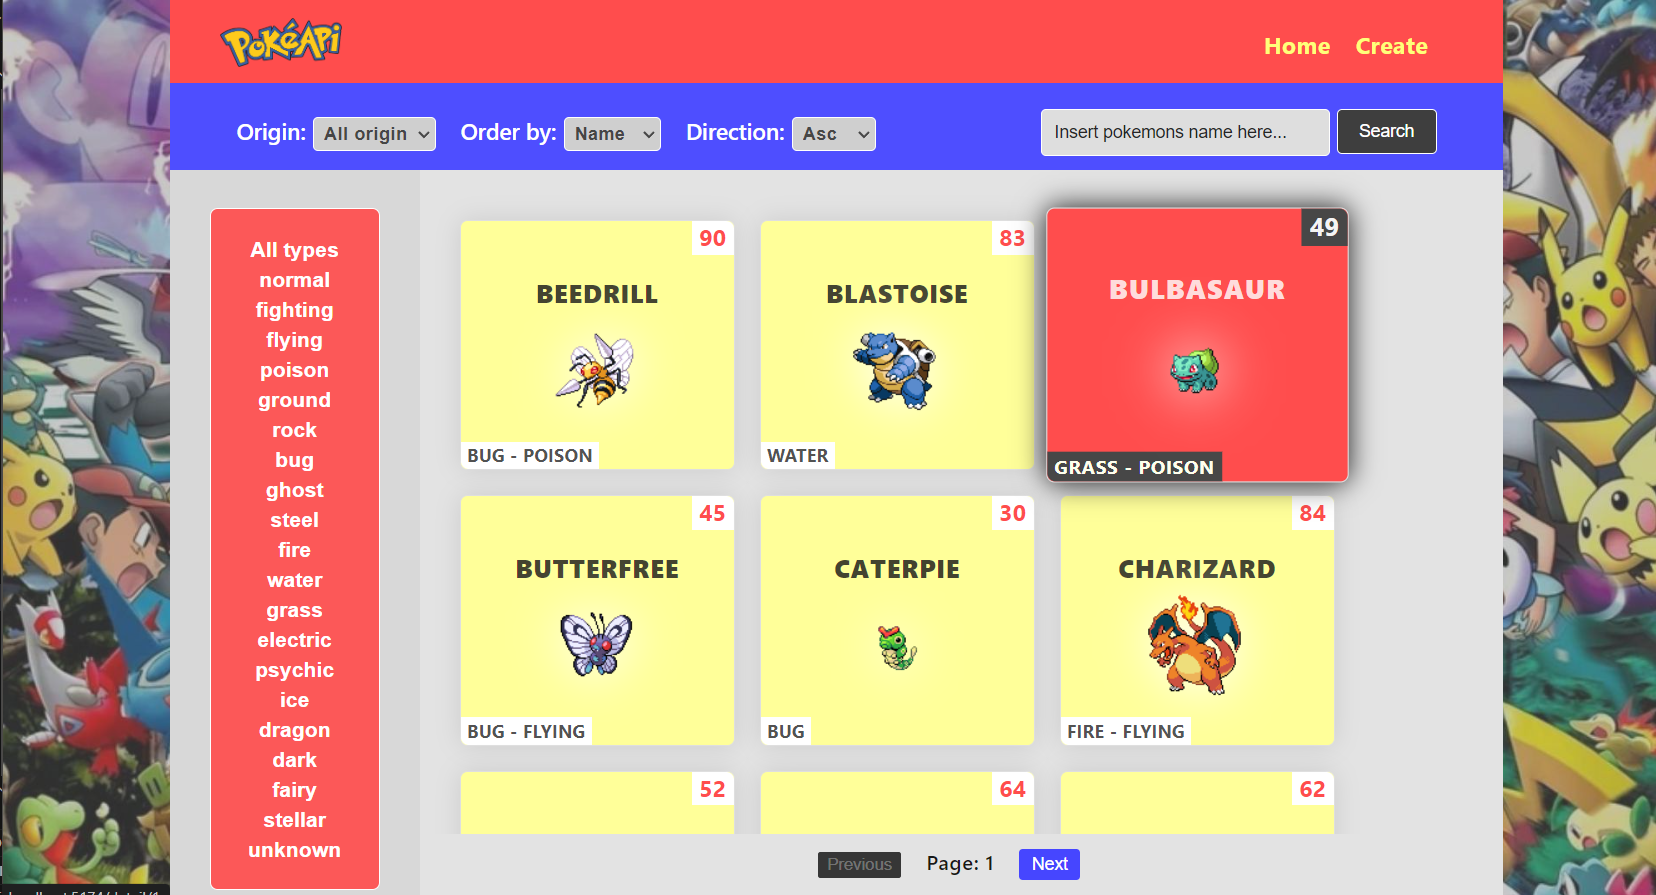 PokéApi
Home Create
Origin: All origin Order by: Name Direction: Asc Insert pokemons name here... Search
All types
normal
fighting
flying
poison
ground
rock
bug
ghost
steel
fire
water
grass
electric
psychic
ice
dragon
dark
fairy
stellar
unknown
90
BEEDRILL
BUG - POISON
83
BLASTOISE
WATER
49
BULBASAUR
GRASS - POISON
45
BUTTERFREE
BUG - FLYING
30
CATERPIE
BUG
84
CHARIZARD
FIRE - FLYING
52
64
62
Previous Page: 1 Next